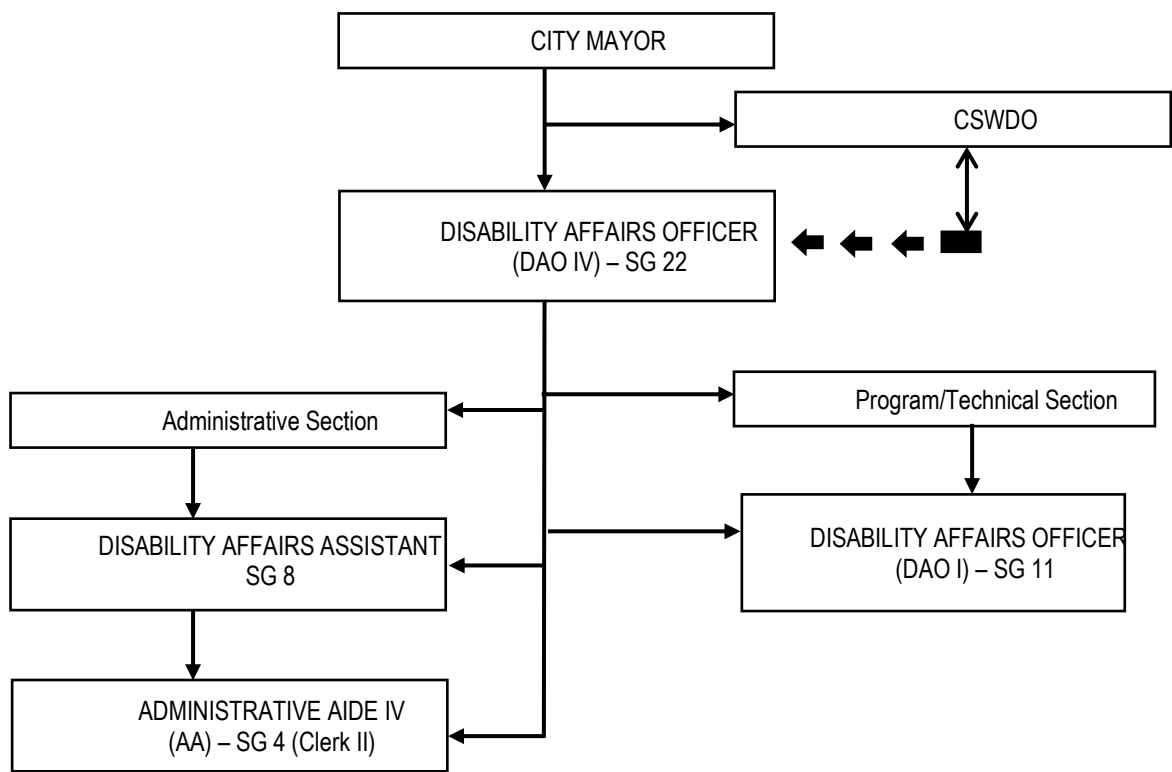 CITY MAYOR
CSWDO
DISABILITY AFFAIRS OFFICER
(DAO IV) – SG 22
Administrative Section
Program/Technical Section
DISABILITY AFFAIRS ASSISTANT
SG 8
DISABILITY AFFAIRS OFFICER
(DAO I) – SG 11
ADMINISTRATIVE AIDE IV
(AA) – SG 4 (Clerk II)